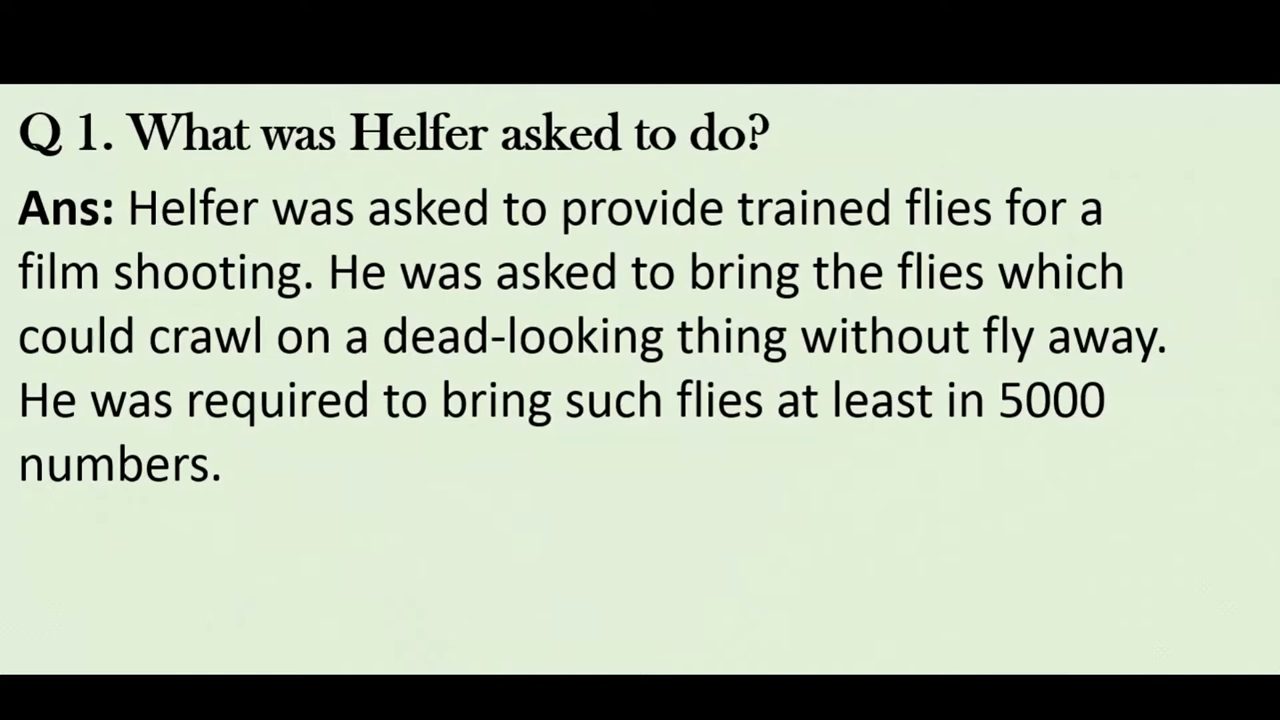 Q 1. What was Helfer asked to do?
Ans: Helfer was asked to provide trained flies for a
film shooting. He was asked to bring the flies which
could crawl on a dead-looking thing without fly away.
He was required to bring such flies at least in 5000
numbers.